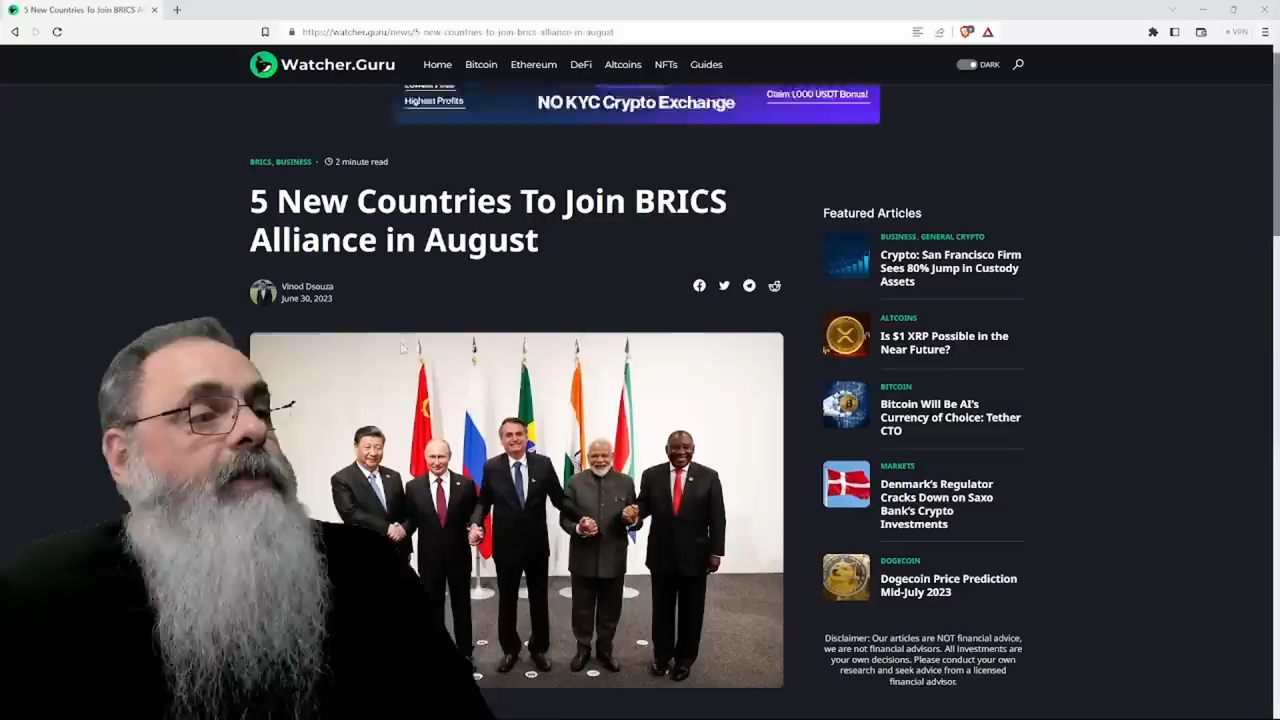 5 New Countries To Join BRICS A
https://watcher.guru/news/5-new-countries-to-join-brics-alliance-in-august
VPN
Watcher.Guru
Home
Bitcoin
Ethereum
DeFi
Altcoins
NFTs
Guides
DARK
Highest Profits
NO KYC Crypto Exchange
Claim 1,000 USDT Bonus!
BRICS, BUSINESS · 2 minute read
5 New Countries To Join BRICS
Alliance in August
Vinod Dsouza
June 30, 2023
Featured Articles
BUSINESS, GENERAL CRYPTO
Crypto: San Francisco Firm
Sees 80% Jump in Custody
Assets
ALTCOINS
Is $1 XRP Possible in the
Near Future?
BITCOIN
Bitcoin Will Be AI's
Currency of Choice: Tether
CTO
MARKETS
Denmark's Regulator
Cracks Down on Saxo
Bank's Crypto
Investments
DOGECOIN
Dogecoin Price Prediction
Mid-July 2023
Disclaimer: Our articles are NOT financial advice,
we are not financial advisors. All investments are
your own decisions. Please conduct your own
research and seek advice from a licensed
financial advisor.